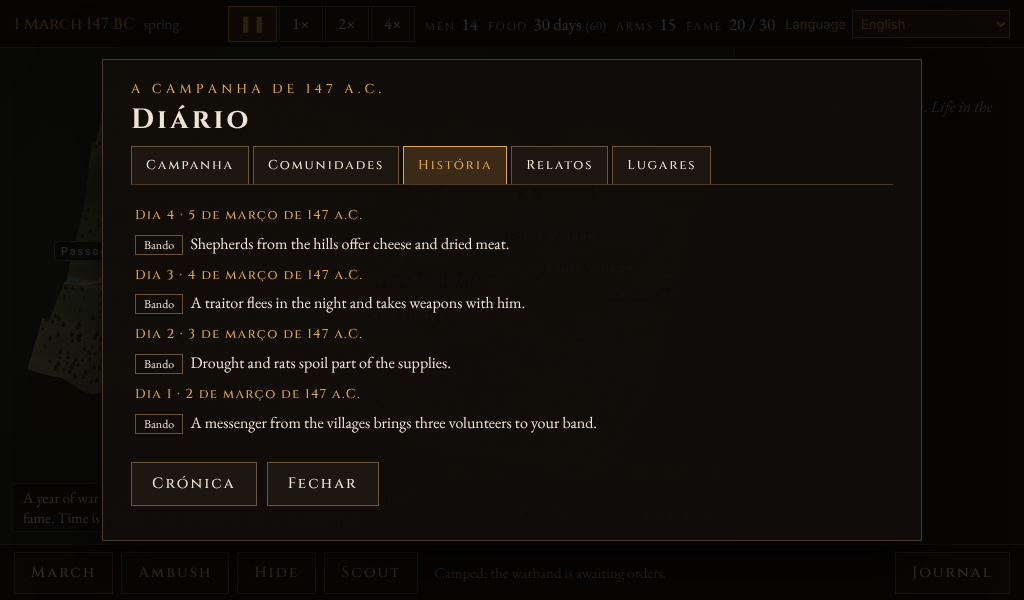 1 MARCH 147 BC spring ❚❚ 1× 2× 4× MEN 14 FOOD 30 days (60) ARMS 15 FAME 20 / 30 Language English
. Life in the
A CAMPANHA DE 147 A.C.
DIÁRIO
CAMPANHA COMUNIDADES HISTÓRIA RELATOS LUGARES
DIA 4 · 5 DE MARÇO DE 147 A.C.
Bando Shepherds from the hills offer cheese and dried meat.
DIA 3 · 4 DE MARÇO DE 147 A.C.
Bando A traitor flees in the night and takes weapons with him.
DIA 2 · 3 DE MARÇO DE 147 A.C.
Bando Drought and rats spoil part of the supplies.
DIA 1 · 2 DE MARÇO DE 147 A.C.
Bando A messenger from the villages brings three volunteers to your band.
CRÓNICA FECHAR
A year of war
fame. Time is
MARCH AMBUSH HIDE SCOUT Camped: the warband is awaiting orders. JOURNAL